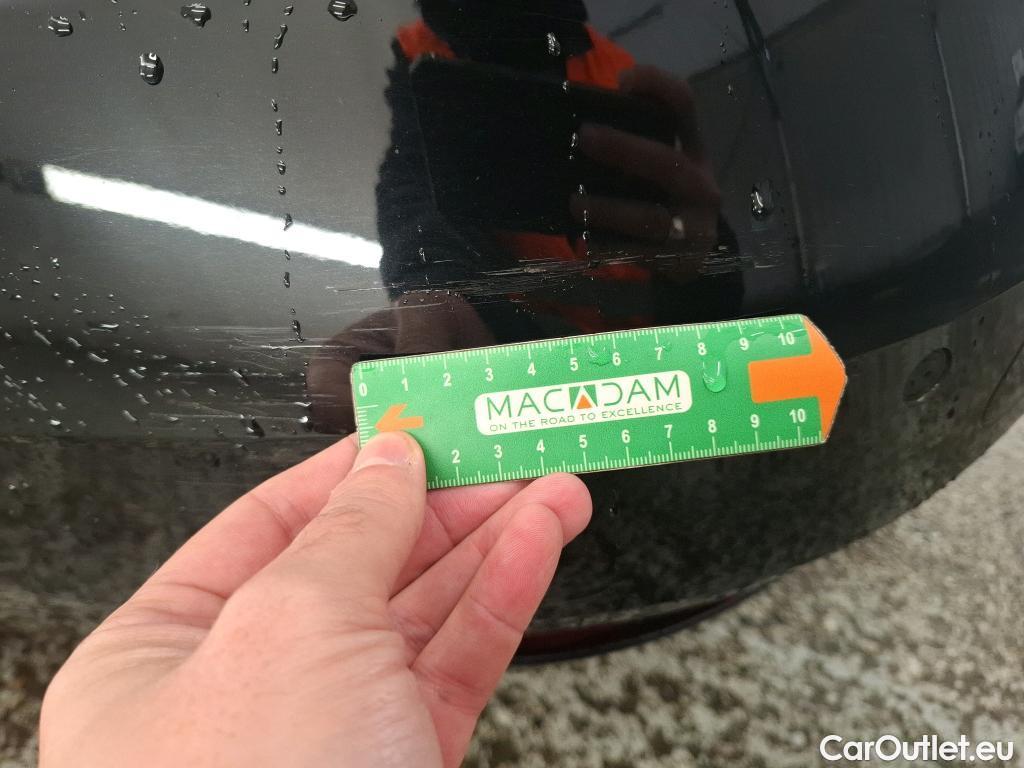 0 1 2 3 4 5 6 7 8 9 10
MACADAM
ON THE ROAD TO EXCELLENCE
2 3 4 5 6 7 8 9 10
CarOutlet.eu